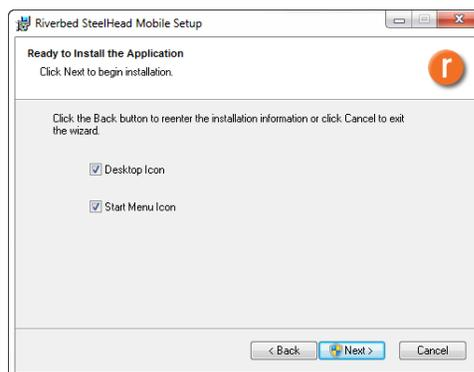 Riverbed SteelHead Mobile Setup
Ready to Install the Application
Click Next to begin installation.
r
Click the Back button to reenter the installation information or click Cancel to exit
the wizard.
Desktop Icon
Start Menu Icon
< Back
Next >
Cancel